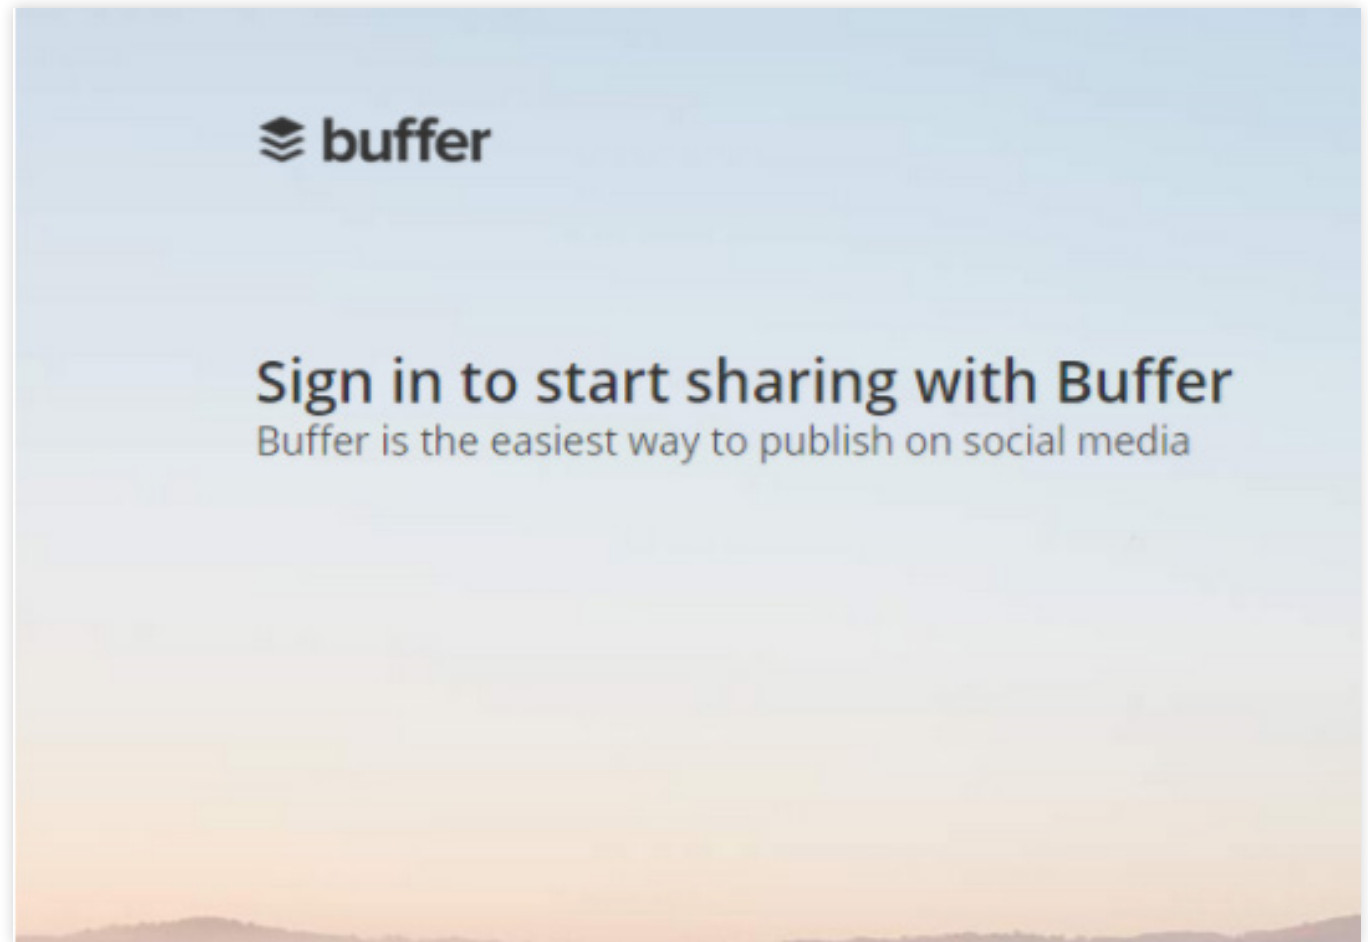 buffer
Sign in to start sharing with Buffer
Buffer is the easiest way to publish on social media